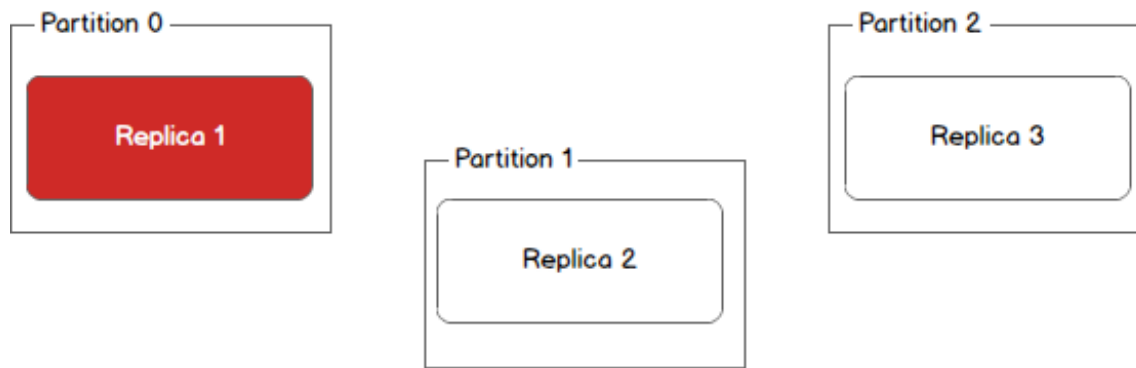 Partition 0
Replica 1
Partition 1
Replica 2
Partition 2
Replica 3